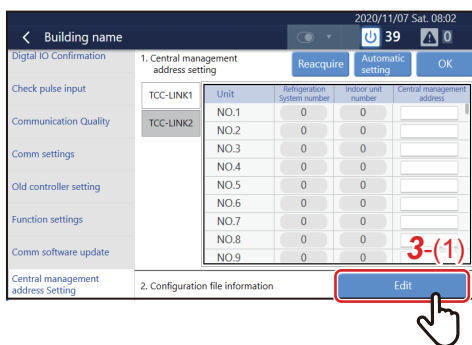 2020/11/07 Sat. 08:02
Building name
39
0
Digtal IO Confirmation
Check pulse input
Communication Quality
Comm settings
Old controller setting
Function settings
Comm software update
Central management
address Setting
1. Central management
address setting
Reacquire
Automatic
setting
OK
TCC-LINK1
TCC-LINK2
Unit
Refrigeration
System number
Indoor unit
number
Central management
address
NO.1 0 0
NO.2 0 0
NO.3 0 0
NO.4 0 0
NO.5 0 0
NO.6 0 0
NO.7 0 0
NO.8 0 0
NO.9 0 0
3-(1)
2. Configuration file information
Edit